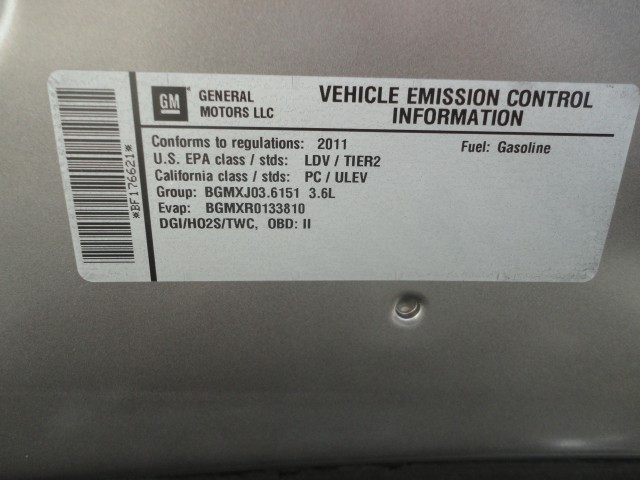 *BF176621*
GM
GENERAL
MOTORS LLC
VEHICLE EMISSION CONTROL
INFORMATION
Conforms to regulations: 2011
Fuel: Gasoline
U.S. EPA class / stds: LDV / TIER2
California class / stds: PC / ULEV
Group: BGMXJ03.6151 3.6L
Evap: BGMXR0133810
DGI/HO2S/TWC, OBD: II